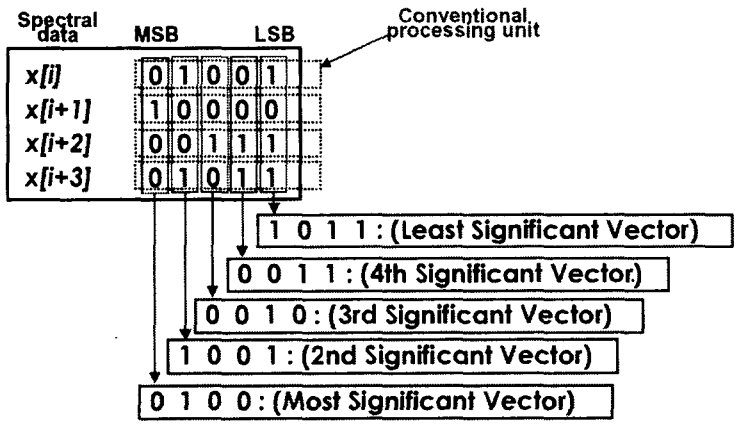 Spectral data MSB LSB
Conventional processing unit
x[i] 0 1 0 0 1
x[i+1] 1 0 0 0 0
x[i+2] 0 0 1 1 1
x[i+3] 0 1 0 1 1
1 0 1 1 : (Least Significant Vector)
0 0 1 1 : (4th Significant Vector)
0 0 1 0 : (3rd Significant Vector)
1 0 0 1 : (2nd Significant Vector)
0 1 0 0 : (Most Significant Vector)